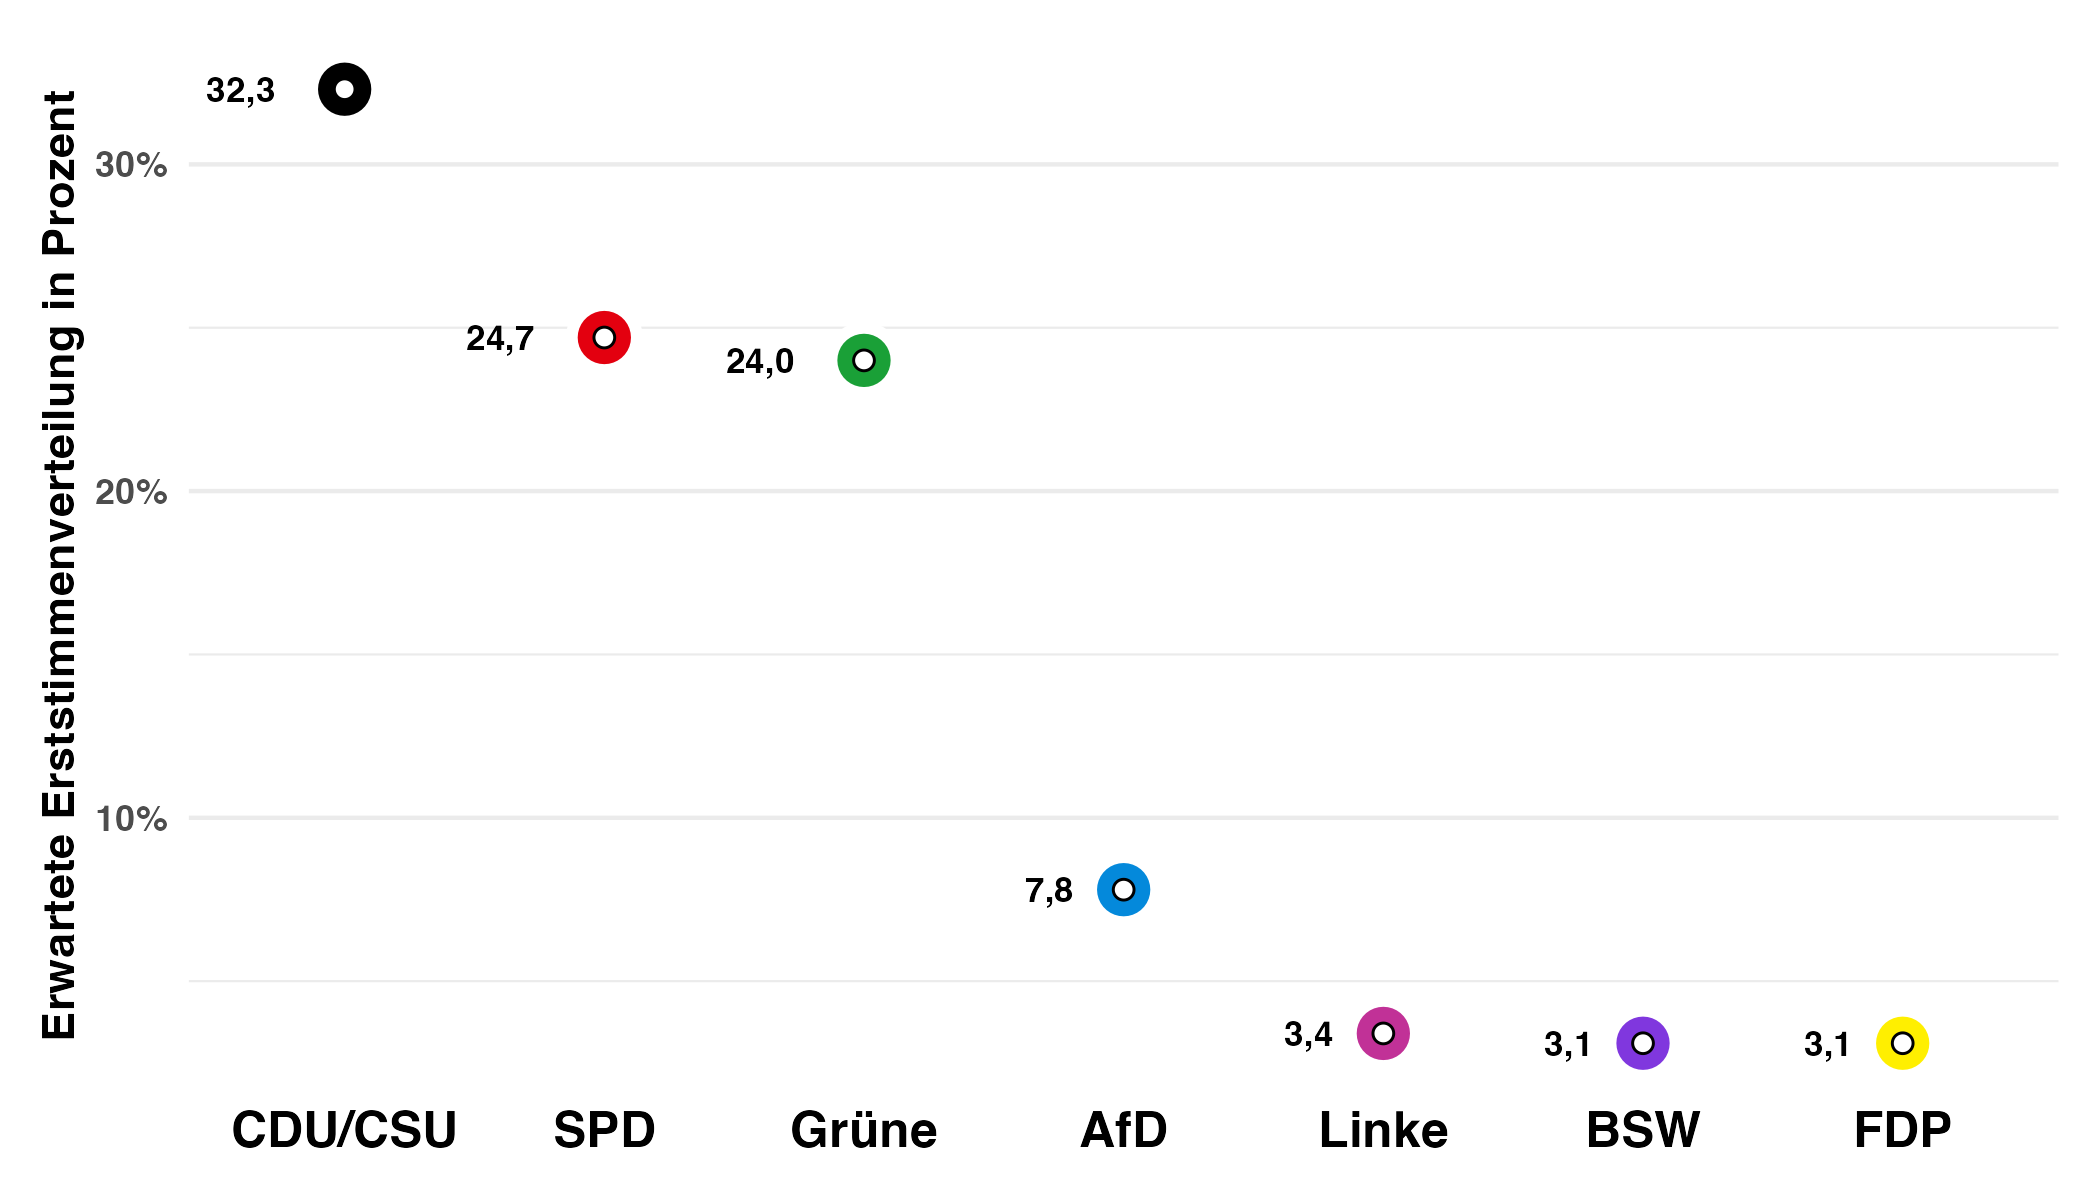 Erwartete Erststimmenverteilung in Prozent
30%
20%
10%
32,3
24,7
24,0
7,8
3,4
3,1
3,1
CDU/CSU
SPD
Grüne
AfD
Linke
BSW
FDP